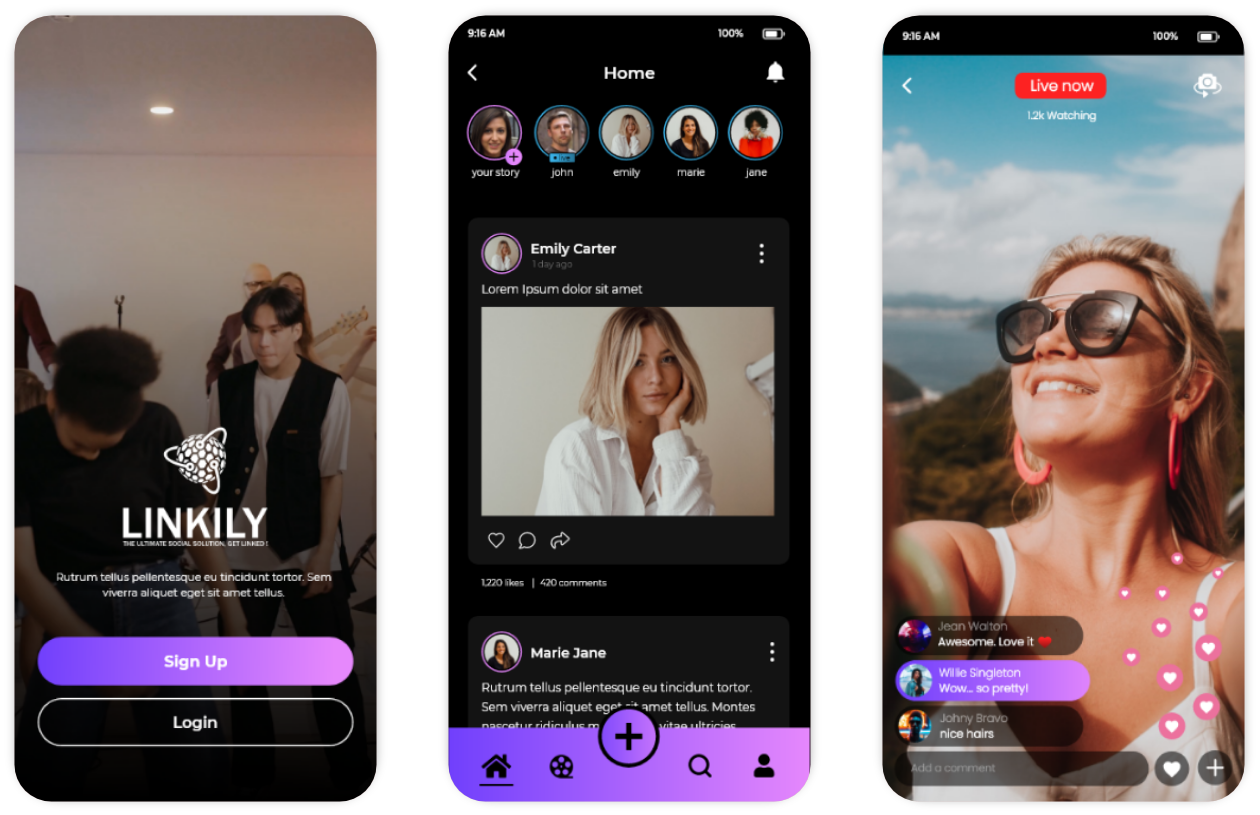 LINKILY
THE ULTIMATE SOCIAL SOLUTION, GET LINKED !.
Rutrum tellus pellentesque eu tincidunt tortor. Sem
viverra aliquet eget sit amet tellus.
Sign Up
Login
9:16 AM 100%
Home
your story
live
john
emily
marie
jane
Emily Carter
1 day ago
Lorem Ipsum dolor sit amet
1,220 likes | 420 comments
Marie Jane
Rutrum tellus pellentesque eu tincidunt tortor.
Sem viverra aliquet eget sit amet tellus. Montes
nascetur ridiculus vitae ultricies
9:16 AM 100%
Live now
1.2k Watching
Jean Walton
Awesome. Love it ❤️
Willie Singleton
Wow... so pretty!
Johny Bravo
nice hairs
Add a comment